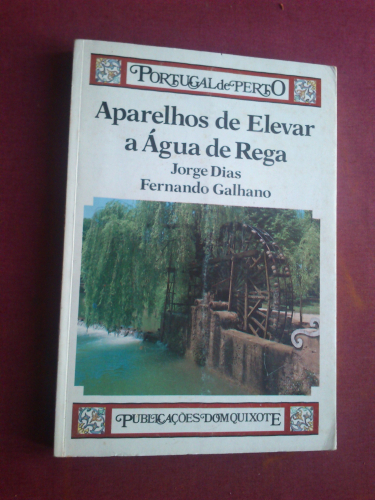 PORTUGAL de PERTO
Aparelhos de Elevar
a Água de Rega
Jorge Dias
Fernando Galhano
PUBLICAÇÕES DOM QUIXOTE